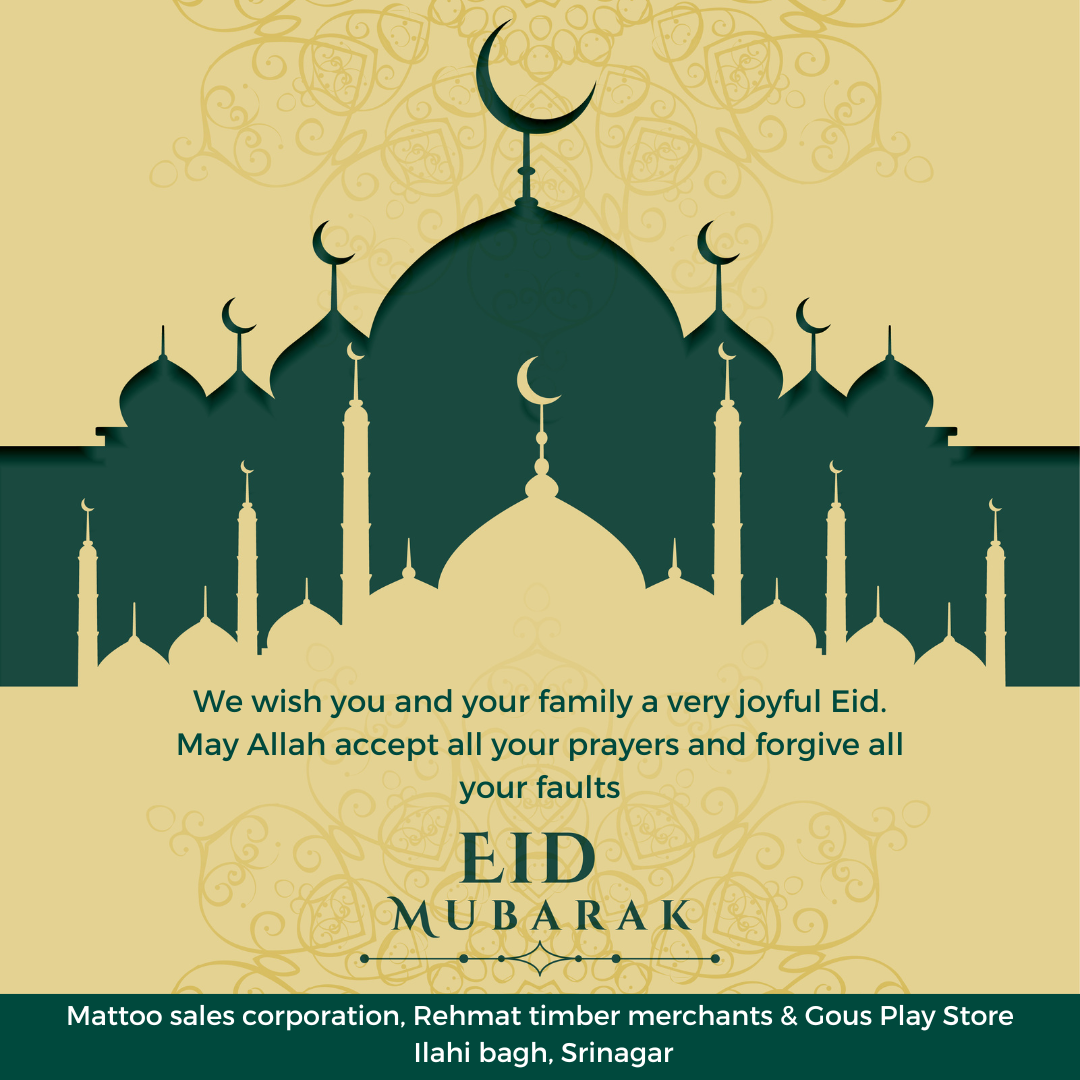 We wish you and your family a very joyful Eid.
May Allah accept all your prayers and forgive all
your faults
EID
MUBARAK
Mattoo sales corporation, Rehmat timber merchants & Gous Play Store
Ilahi bagh, Srinagar